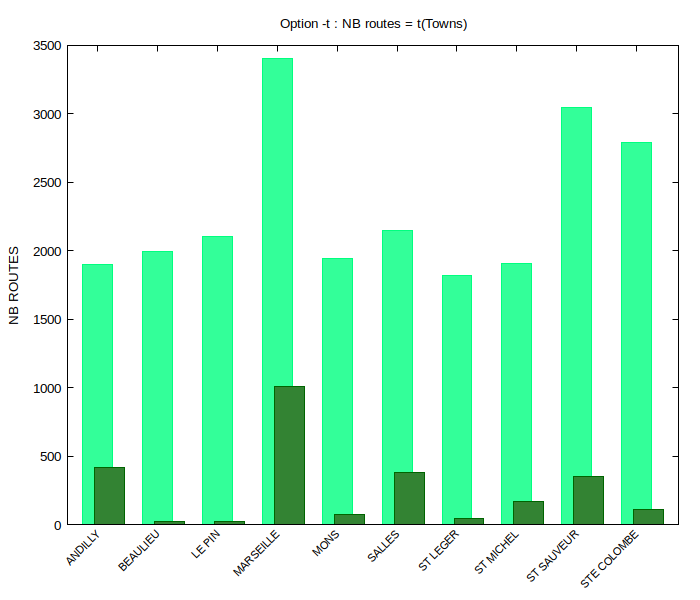 Option -t : NB routes = t(Towns)
3500
3000
2500
2000
1500
1000
500
0
NB ROUTES
ANDILLY
BEAULIEU
LE PIN
MARSEILLE
MONS
SALLES
ST LEGER
ST MICHEL
ST SAUVEUR
STE COLOMBE